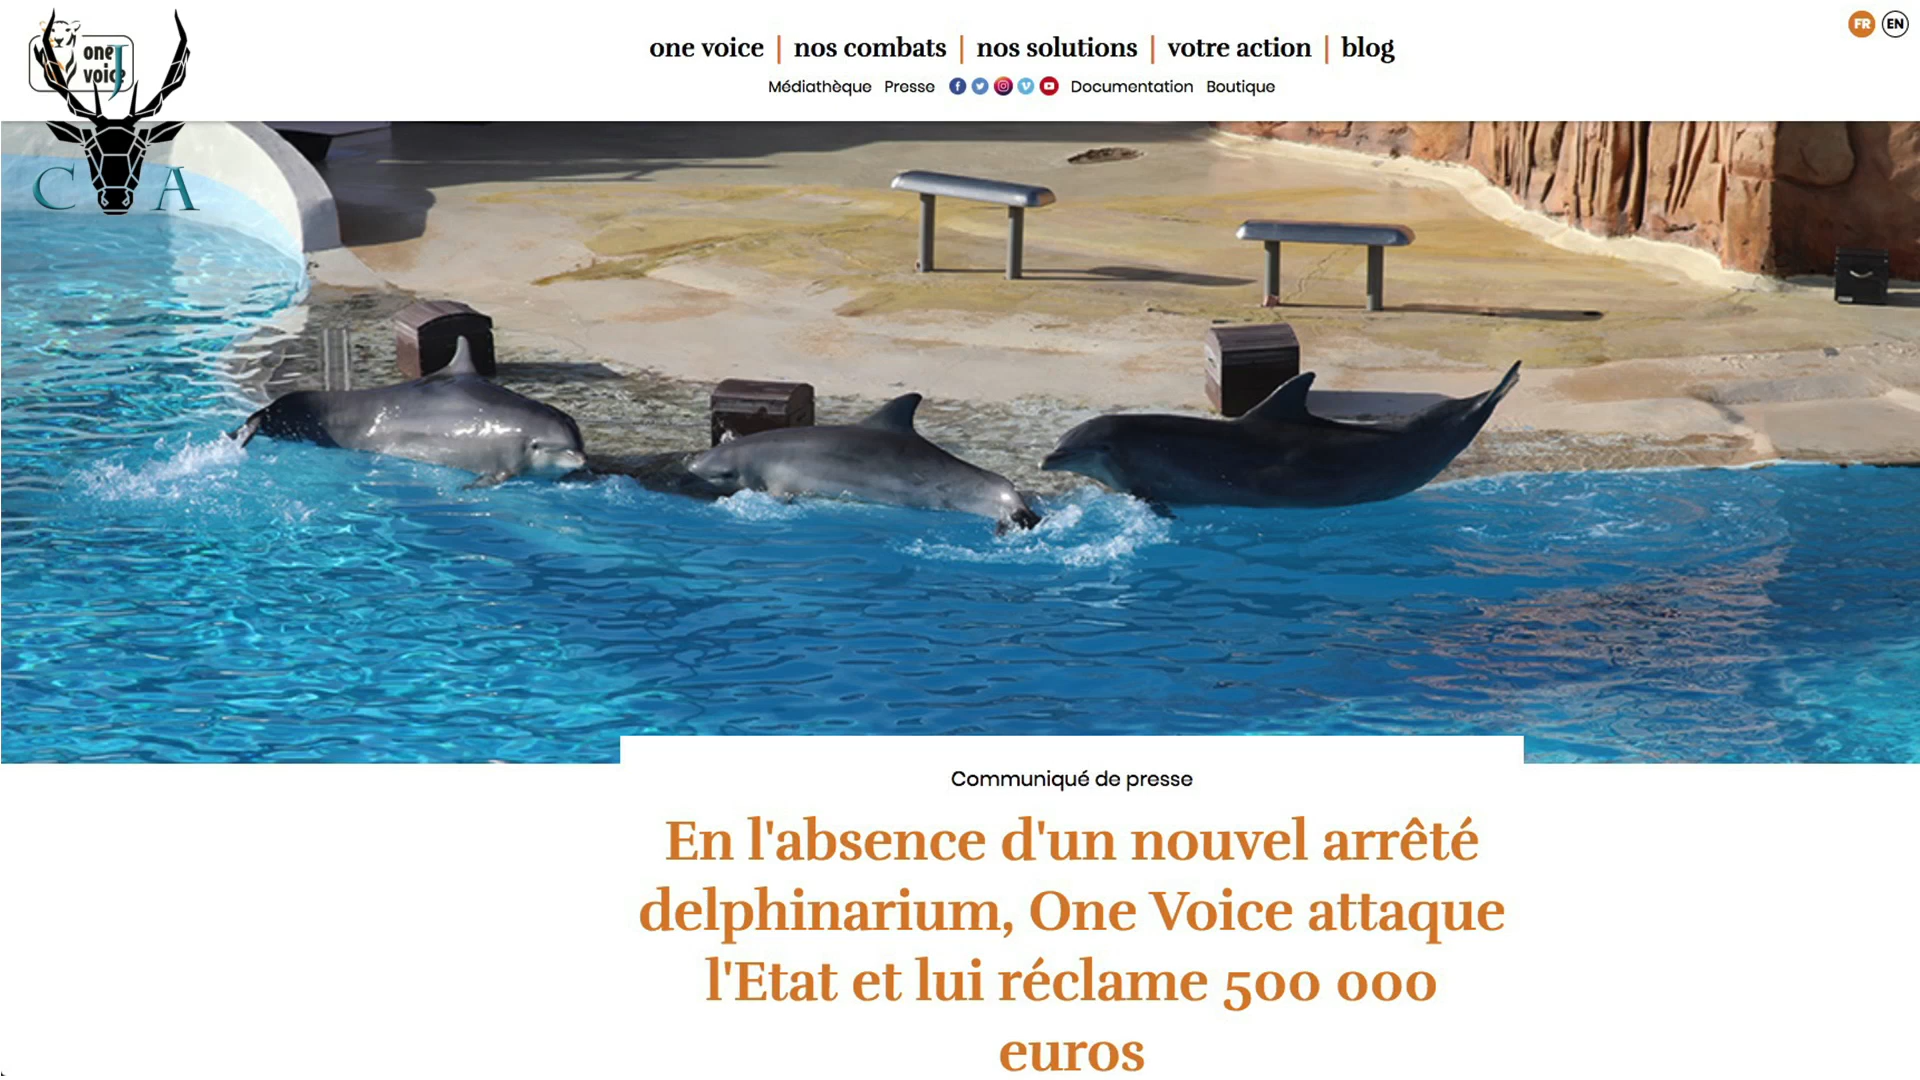 one voice
J
C A
one voice | nos combats | nos solutions | votre action | blog
Médiathèque Presse Documentation Boutique
FR EN
Communiqué de presse
En l'absence d'un nouvel arrêté
delphinarium, One Voice attaque
l'Etat et lui réclame 500 000
euros